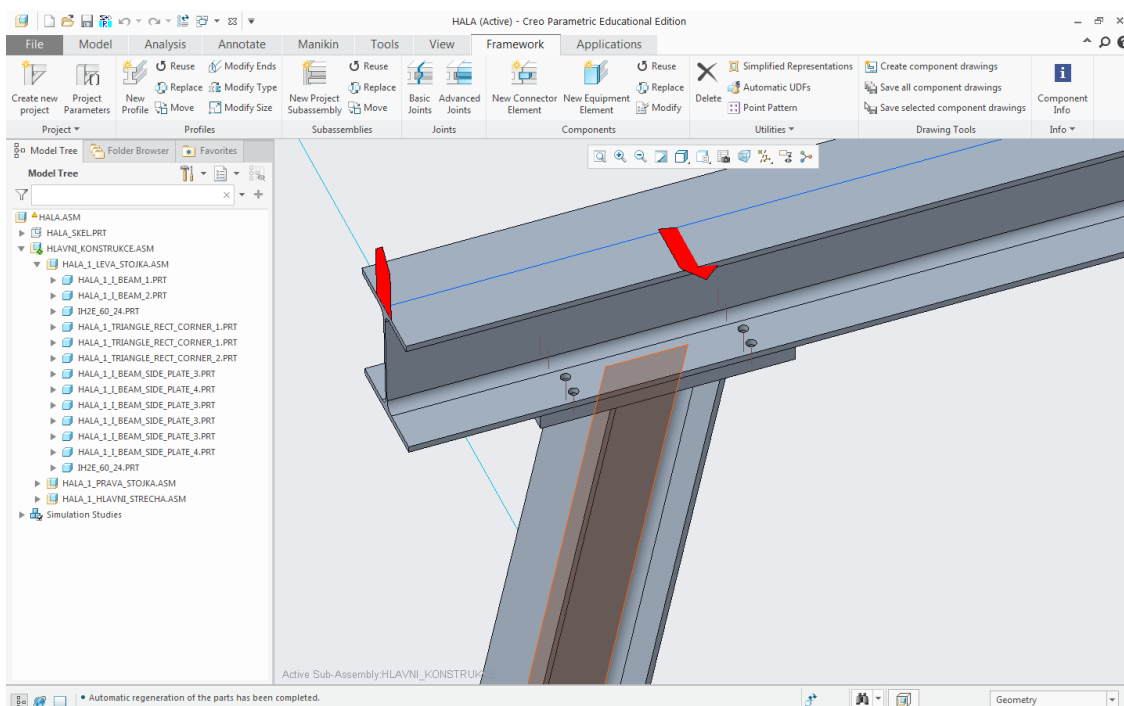 HALA (Active) - Creo Parametric Educational Edition
File Model Analysis Annotate Manikin Tools View Framework Applications
Create new project
Project Parameters
New Profile
Reuse
Replace
Move
Modify Ends
Modify Type
Modify Size
New Project Subassembly
Reuse
Replace
Move
Basic Joints
Advanced Joints
New Connector Element
New Equipment Element
Reuse
Replace
Modify
Delete
Simplified Representations
Automatic UDFs
Point Pattern
Create component drawings
Save all component drawings
Save selected component drawings
Component Info
Project Profiles Subassemblies Joints Components Utilities Drawing Tools Info
Model Tree Folder Browser Favorites
Model Tree
HALA.ASM
HALA_SKEL.PRT
HLAVNI_KONSTRUKCE.ASM
HALA_1_LEVA_STOJKA.ASM
HALA_1_I_BEAM_1.PRT
HALA_1_I_BEAM_2.PRT
IH2E_60_24.PRT
HALA_1_TRIANGLE_RECT_CORNER_1.PRT
HALA_1_TRIANGLE_RECT_CORNER_1.PRT
HALA_1_TRIANGLE_RECT_CORNER_2.PRT
HALA_1_I_BEAM_SIDE_PLATE_3.PRT
HALA_1_I_BEAM_SIDE_PLATE_4.PRT
HALA_1_I_BEAM_SIDE_PLATE_3.PRT
HALA_1_I_BEAM_SIDE_PLATE_3.PRT
HALA_1_I_BEAM_SIDE_PLATE_3.PRT
HALA_1_I_BEAM_SIDE_PLATE_4.PRT
IH2E_60_24.PRT
HALA_1_PRAVA_STOJKA.ASM
HALA_1_HLAVNI_STRECHA.ASM
Simulation Studies
Active Sub-Assembly:HLAVNI_KONSTRUK
• Automatic regeneration of the parts has been completed.
Geometry